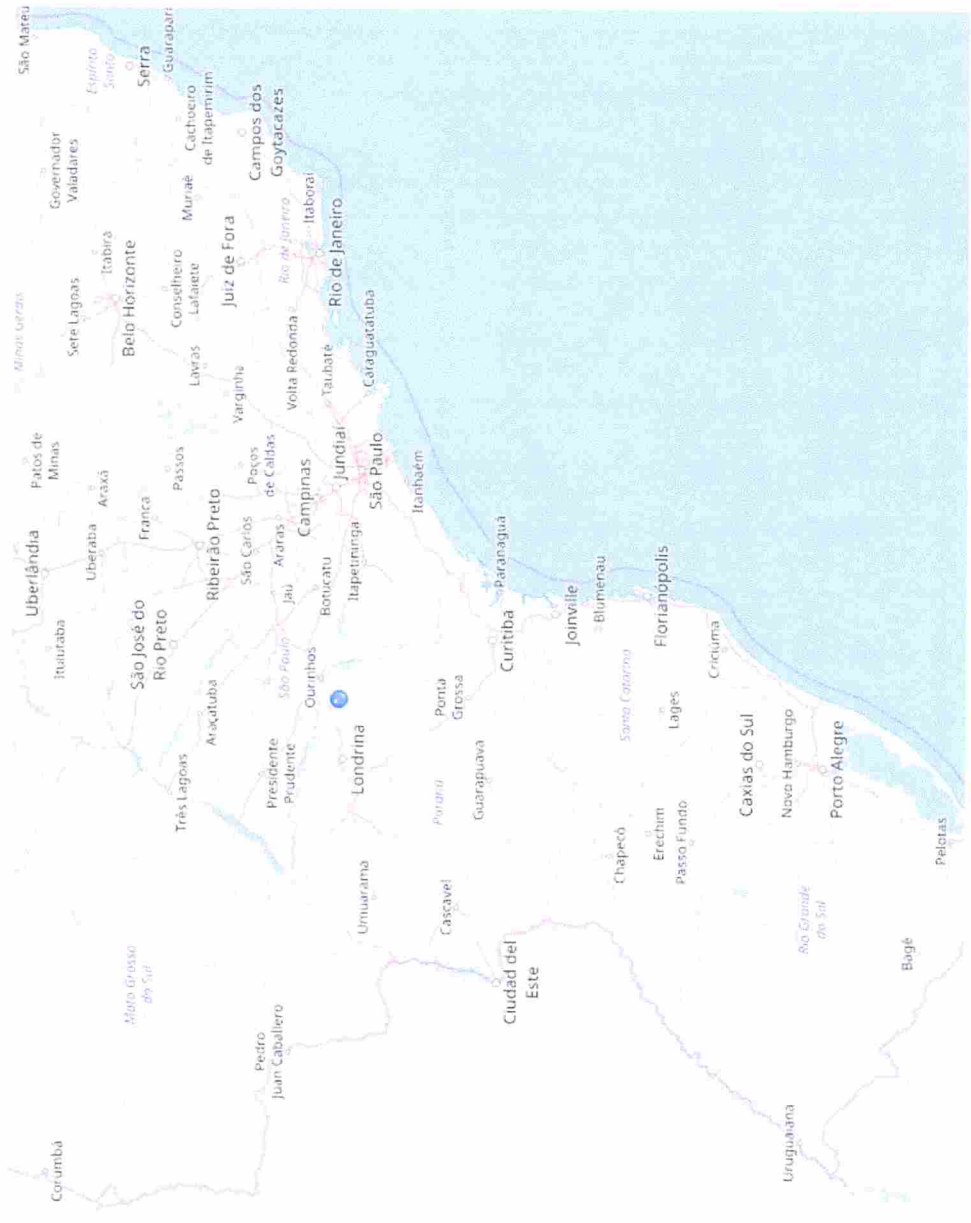 Corumbá
Ituiutaba
Uberlândia
Patos de
Minas
Minas Gerais
Governador
Valadares
São Mateu
Mato Grosso
do Sul
Uberaba
Araxá
Sete Lagoas
Itabira
Espírito
Santo
São José do
Rio Preto
Franca
Belo Horizonte
Serra
Três Lagoas
Araçatuba
Passos
Lavras
Conselheiro
Lafaiete
Muriaé
Cachoeiro
de Itapemirim
Guarapari
Ribeirão Preto
Varginha
Juiz de Fora
Pedro
Juan Caballero
Presidente
Prudente
São Paulo
São Carlos
Poços
de Caldas
Campos dos
Goytacazes
Ourinhos
Jaú
Araras
Campinas
Volta Redonda
Rio de Janeiro
Itaboraí
Londrina
Botucatu
Itapetininga
Jundiaí
Taubaté
Rio de Janeiro
Umuarama
São Paulo
Caraguatatuba
Itanhaém
Cascavel
Paraná
Ponta
Grossa
Guarapuava
Ciudad del
Este
Curitiba
Paranaguá
Joinville
Blumenau
Chapecó
Santa Catarina
Florianópolis
Erechim
Passo Fundo
Lages
Criciúma
Caxias do Sul
Uruguaiana
Rio Grande
do Sul
Novo Hamburgo
Porto Alegre
Bagé
Pelotas